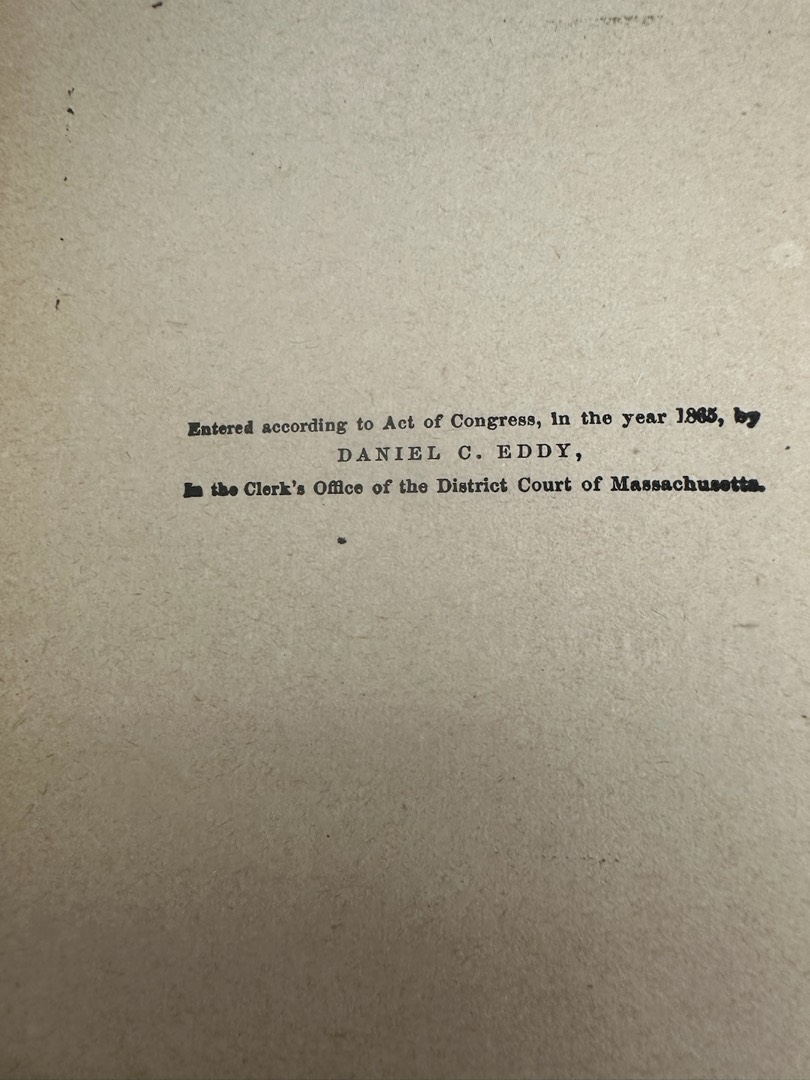 Entered according to Act of Congress, in the year 1865, by
DANIEL C. EDDY,
In the Clerk's Office of the District Court of Massachusetts.